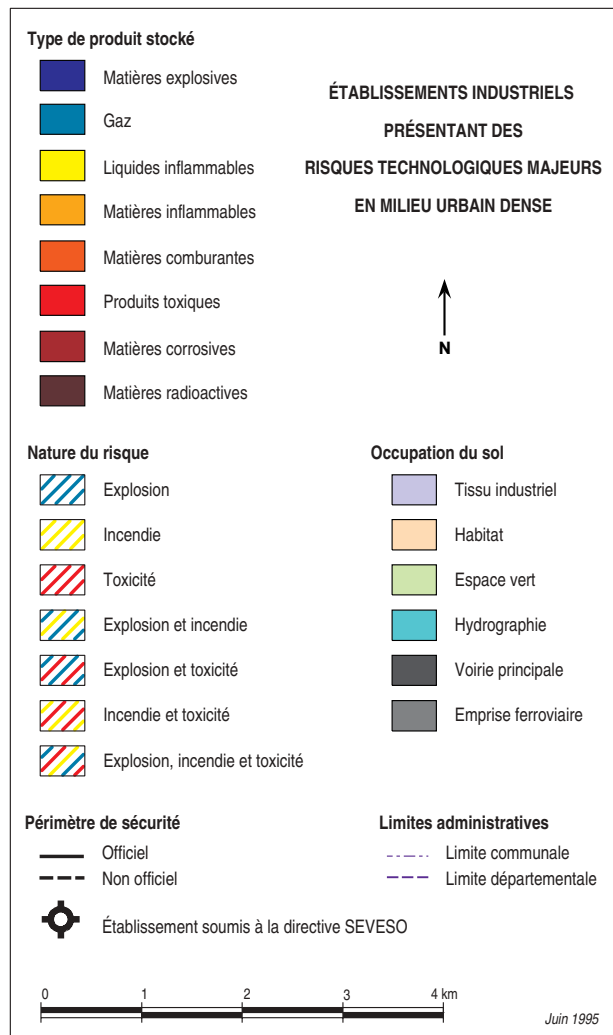 Type de produit stocké
Matières explosives
Gaz
Liquides inflammables
Matières inflammables
Matières comburantes
Produits toxiques
Matières corrosives
Matières radioactives
ÉTABLISSEMENTS INDUSTRIELS
PRÉSENTANT DES
RISQUES TECHNOLOGIQUES MAJEURS
EN MILIEU URBAIN DENSE
N
Nature du risque
Explosion
Incendie
Toxicité
Explosion et incendie
Explosion et toxicité
Incendie et toxicité
Explosion, incendie et toxicité
Occupation du sol
Tissu industriel
Habitat
Espace vert
Hydrographie
Voirie principale
Emprise ferroviaire
Périmètre de sécurité
Officiel
Non officiel
Limites administratives
Limite communale
Limite départementale
Établissement soumis à la directive SEVESO
0 1 2 3 4 km
Juin 1995